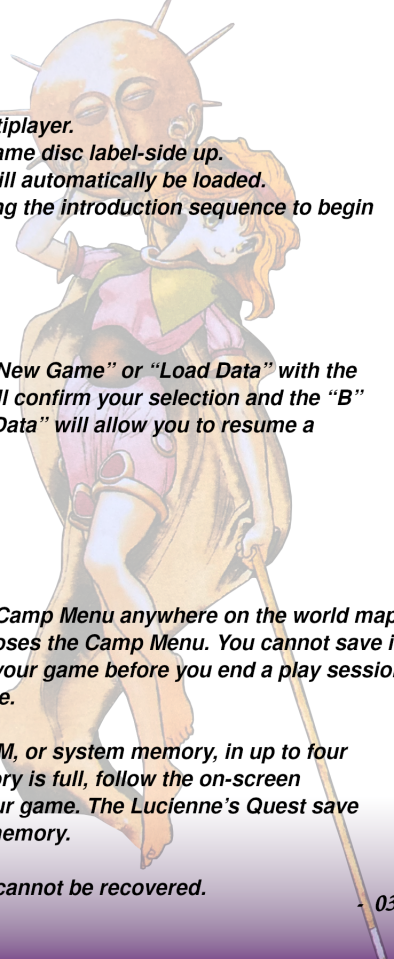 tiplayer.
ame disc label-side up.
ill automatically be loaded.
ng the introduction sequence to begin
New Game” or “Load Data” with the
ll confirm your selection and the “B”
Data” will allow you to resume a
Camp Menu anywhere on the world map
oses the Camp Menu. You cannot save i
your game before you end a play sessio
e.
M, or system memory, in up to four
ory is full, follow the on-screen
ur game. The Lucienne’s Quest save
memory.
cannot be recovered.
- 03